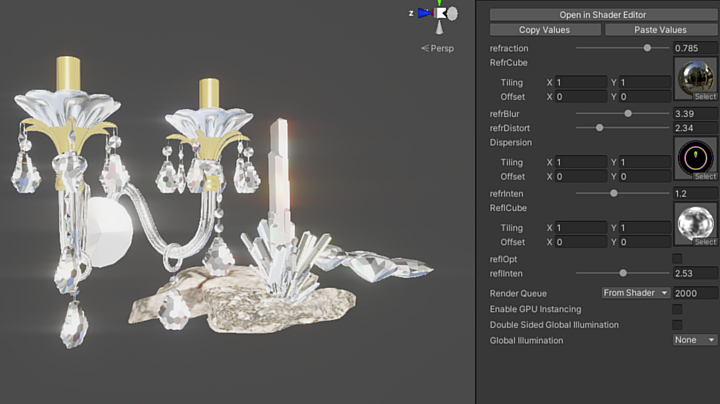 z
Persp
Open in Shader Editor
Copy Values Paste Values
refraction 0.785
RefrCube
Tiling X 1 Y 1
Offset X 0 Y 0
Select
refrBlur 3.39
refrDistort 2.34
Dispersion
Tiling X 1 Y 1
Offset X 0 Y 0
Select
refrInten 1.2
ReflCube
Tiling X 1 Y 1
Offset X 0 Y 0
Select
reflOpt
reflInten 2.53
Render Queue From Shader 2000
Enable GPU Instancing
Double Sided Global Illumination
Global Illumination None